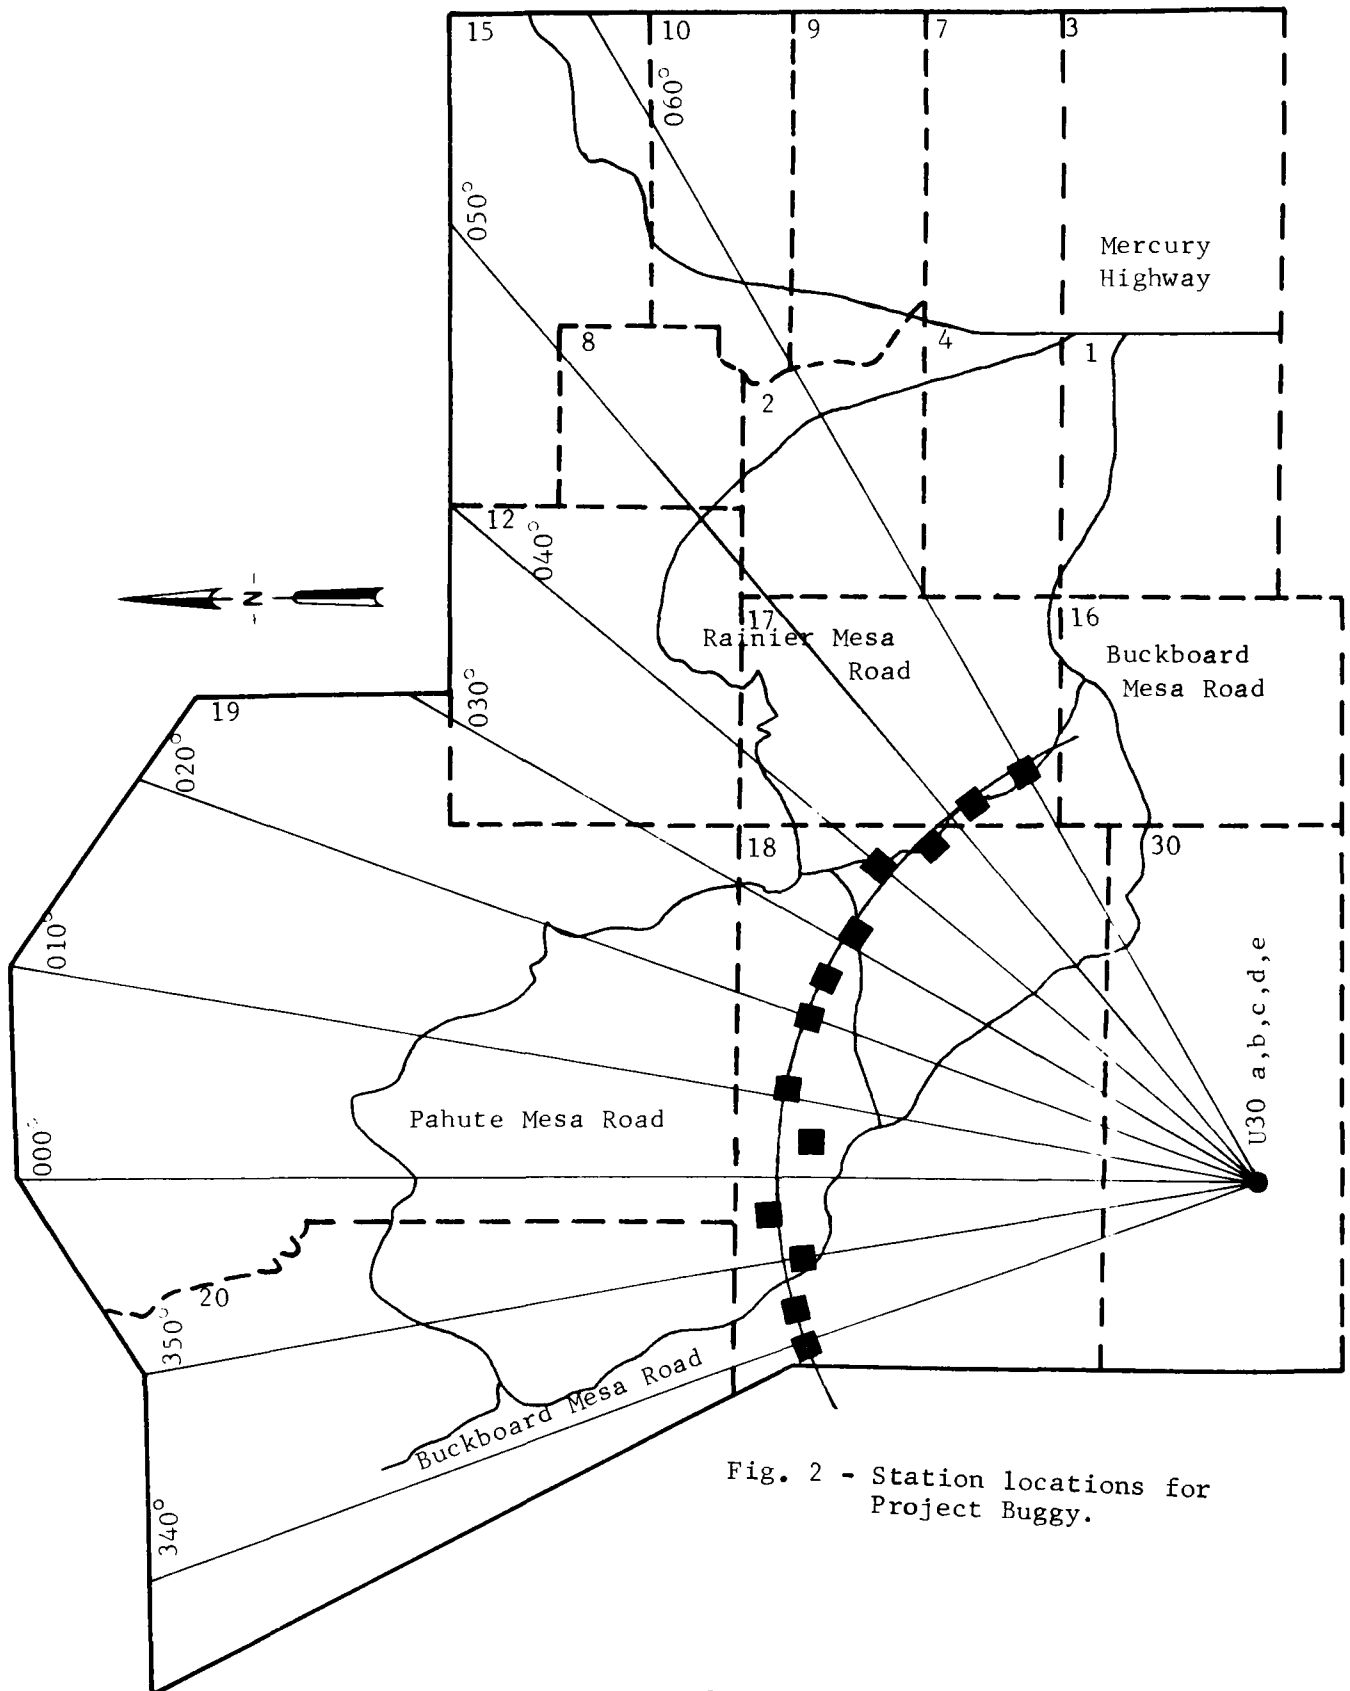 15
10
9
7
3
060°
050°
Mercury
Highway
8
4
1
2
12
040°
-N-
17
16
Rainier Mesa
Road
Buckboard
Mesa Road
19
030°
020°
18
30
010°
U30 a,b,c,d,e
Pahute Mesa Road
000°
20
350°
Buckboard Mesa Road
340°
Fig. 2 - Station locations for
Project Buggy.